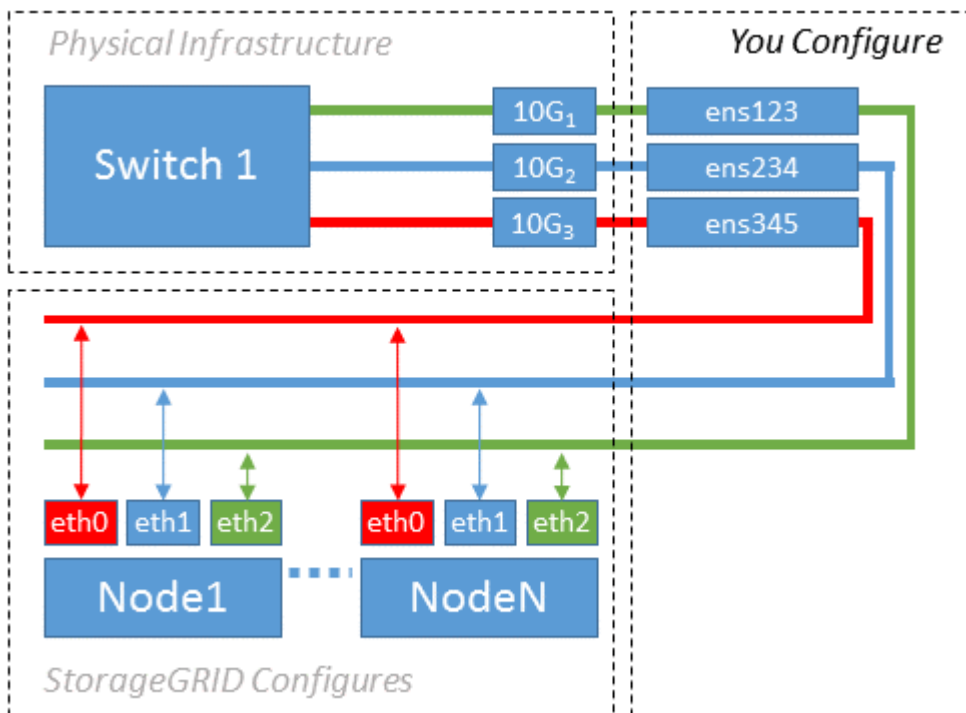 Physical Infrastructure
You Configure
Switch 1
10G₁
ens123
10G₂
ens234
10G₃
ens345
eth0
eth1
eth2
eth0
eth1
eth2
Node1
NodeN
StorageGRID Configures